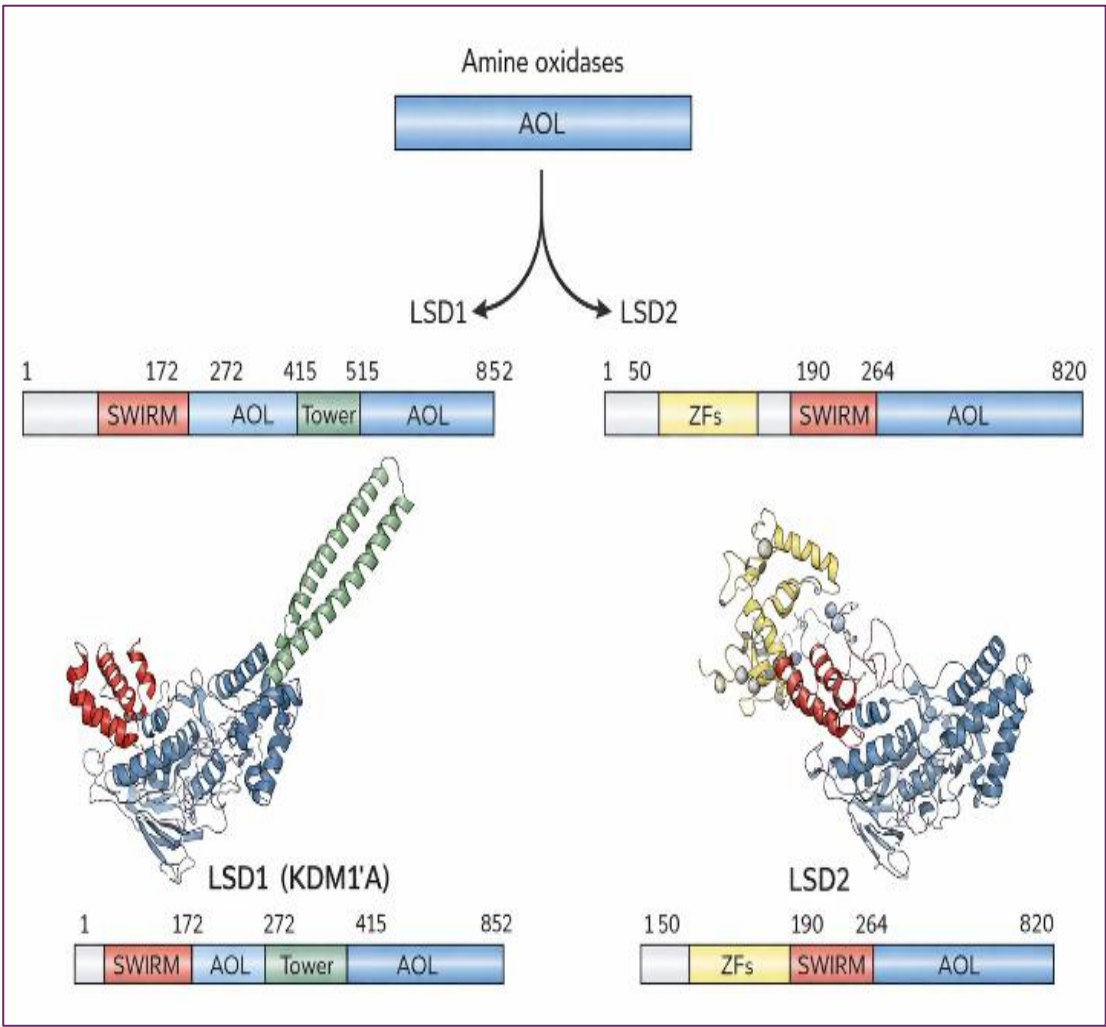 Amine oxidases
AOL
LSD1 LSD2
1 172 272 415 515 852
SWIRM AOL Tower AOL
1 50 190 264 820
ZFs SWIRM AOL
LSD1 (KDM1'A)
LSD2
1 172 272 415 852
SWIRM AOL Tower AOL
150 190 264 820
ZFs SWIRM AOL